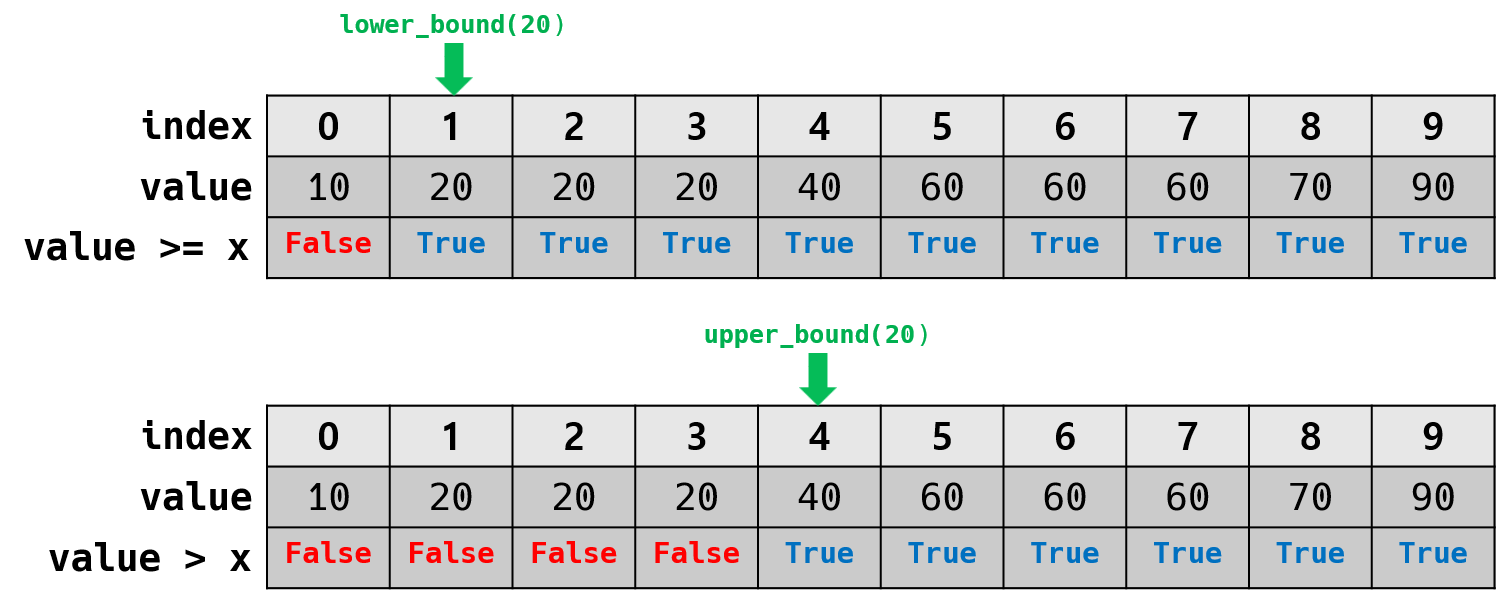 lower_bound(20)
index 0 1 2 3 4 5 6 7 8 9
value 10 20 20 20 40 60 60 60 70 90
value >= x False True True True True True True True True True
upper_bound(20)
index 0 1 2 3 4 5 6 7 8 9
value 10 20 20 20 40 60 60 60 70 90
value > x False False False False True True True True True True